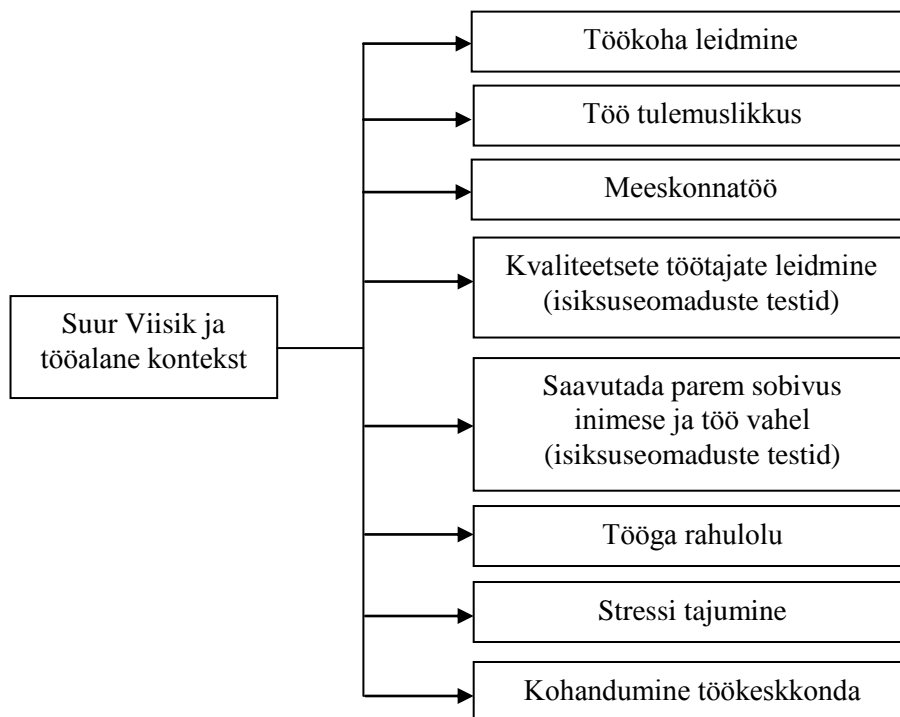 Töökoha leidmine
Töö tulemuslikkus
Meeskonnatöö
Kvaliteetsete töötajate leidmine
(isiksuseomaduste testid)
Suur Viisik ja
tööalane kontekst
Saavutada parem sobivus
inimese ja töö vahel
(isiksuseomaduste testid)
Tööga rahulolu
Stressi tajumine
Kohandumine töökeskkonda